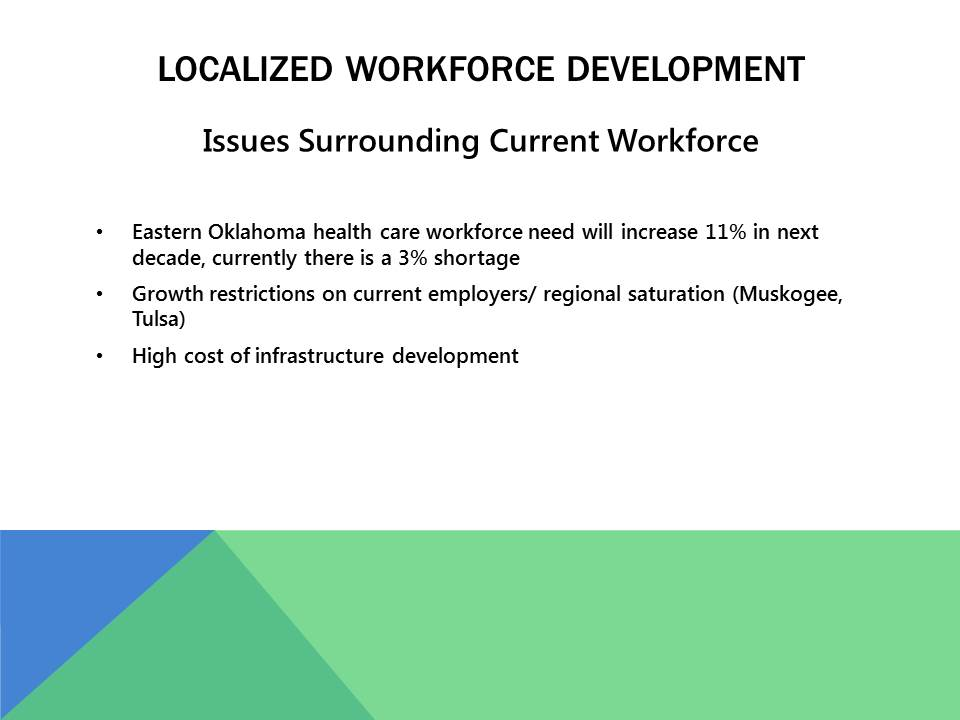 LOCALIZED WORKFORCE DEVELOPMENT
Issues Surrounding Current Workforce
• Eastern Oklahoma health care workforce need will increase 11% in next
decade, currently there is a 3% shortage
• Growth restrictions on current employers/ regional saturation (Muskogee,
Tulsa)
• High cost of infrastructure development